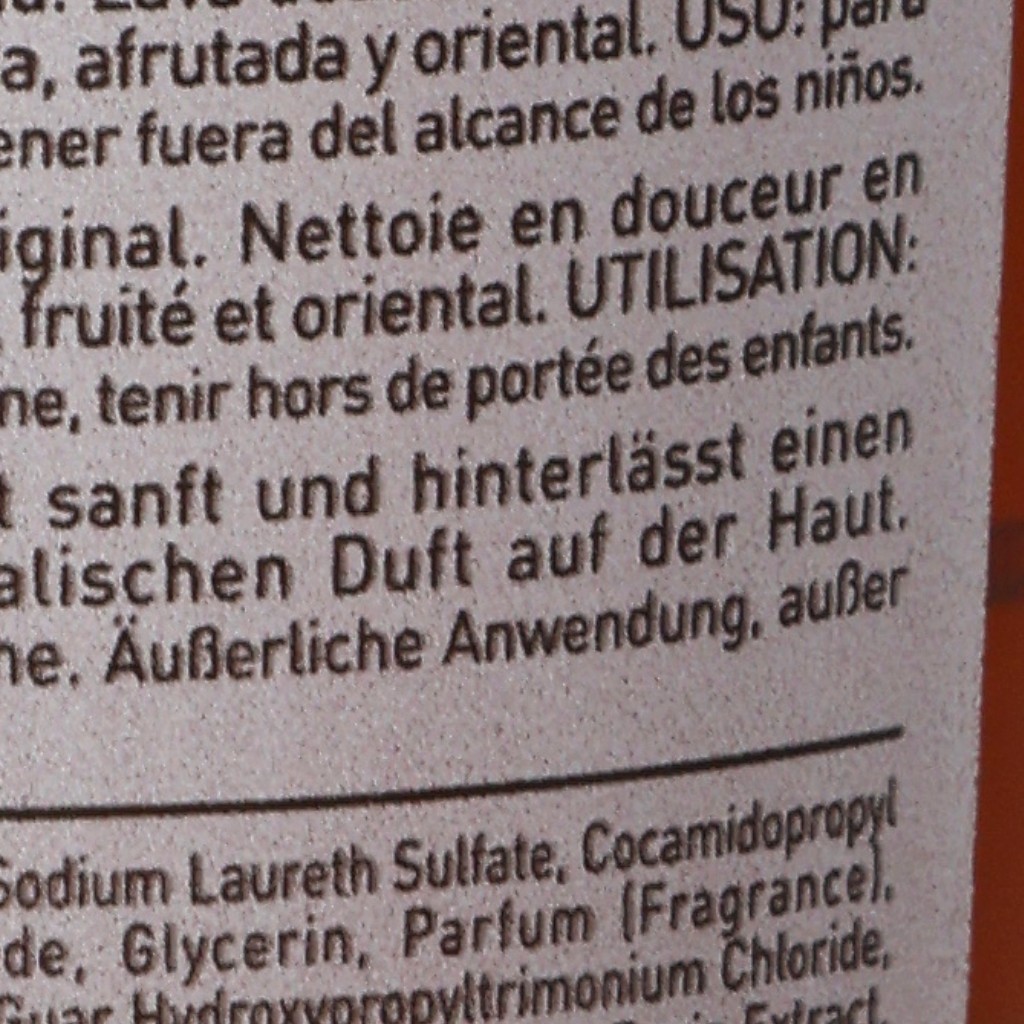 a, afrutada y oriental. USO: para
ener fuera del alcance de los niños.
iginal. Nettoie en douceur en
fruité et oriental. UTILISATION:
ne, tenir hors de portée des enfants.
t sanft und hinterlässt einen
alischen Duft auf der Haut.
ne. Äußerliche Anwendung, außer
Sodium Laureth Sulfate, Cocamidopropyl
de, Glycerin, Parfum (Fragrance),
Guar Hydroxypropyltrimonium Chloride,
Extract,